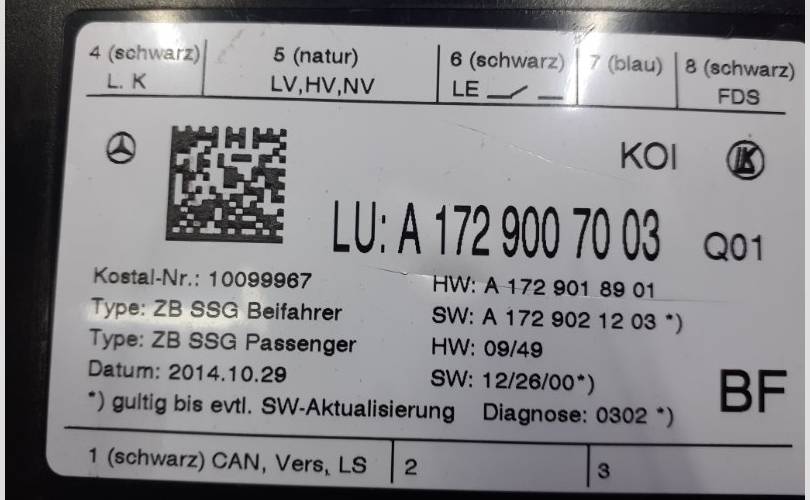 4 (schwarz) 5 (natur) 6 (schwarz) 7 (blau) 8 (schwarz)
L. K LV,HV,NV LE FDS
KOI
LU: A 172 900 70 03 Q01
Kostal-Nr.: 10099967 HW: A 172 901 89 01
Type: ZB SSG Beifahrer SW: A 172 902 12 03 *)
Type: ZB SSG Passenger HW: 09/49
Datum: 2014.10.29 SW: 12/26/00*)
BF
*) gultig bis evtl. SW-Aktualisierung Diagnose: 0302 *)
1 (schwarz) CAN, Vers, LS 2 3